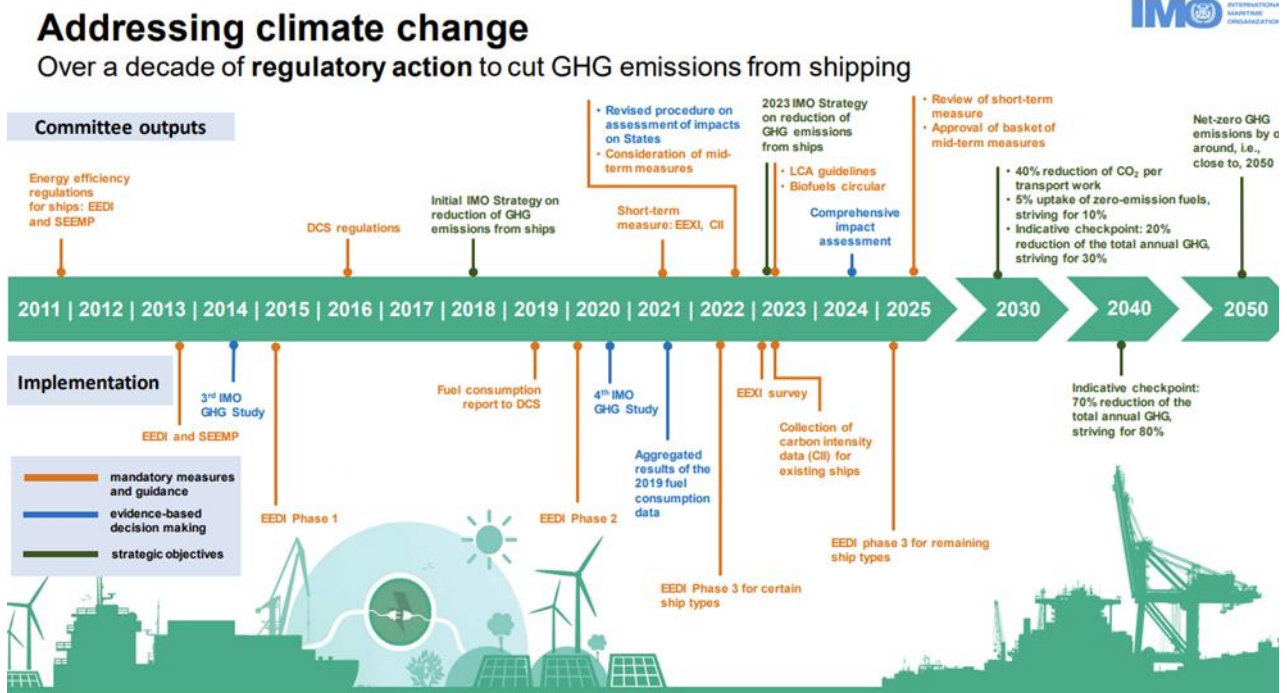 IMO
INTERNATIONAL
MARITIME
ORGANIZATION
Addressing climate change
Over a decade of regulatory action to cut GHG emissions from shipping
Committee outputs
Energy efficiency
regulations
for ships: EEDI
and SEEMP
DCS regulations
Initial IMO Strategy on
reduction of GHG
emissions from ships
• Revised procedure on
assessment of impacts
on States
• Consideration of mid-
term measures
Short-term
measure: EEXI, CII
2023 IMO Strategy
on reduction of
GHG emissions
from ships
• LCA guidelines
• Biofuels circular
Comprehensive
impact
assessment
• Review of short-term
measure
• Approval of basket of
mid-term measures
• 40% reduction of CO₂ per
transport work
• 5% uptake of zero-emission fuels,
striving for 10%
• Indicative checkpoint: 20%
reduction of the total annual GHG,
striving for 30%
Net-zero GHG
emissions by o
around, i.e.,
close to, 2050
2011 | 2012 | 2013 | 2014 | 2015 | 2016 | 2017 | 2018 | 2019 | 2020 | 2021 | 2022 | 2023 | 2024 | 2025
2030
2040
2050
Implementation
EEDI and SEEMP
3rd IMO
GHG Study
EEDI Phase 1
Fuel consumption
report to DCS
EEDI Phase 2
4th IMO
GHG Study
Aggregated
results of the
2019 fuel
consumption
data
EEDI Phase 3 for certain
ship types
EEXI survey
Collection of
carbon intensity
data (CII) for
existing ships
EEDI phase 3 for remaining
ship types
Indicative checkpoint:
70% reduction of the
total annual GHG,
striving for 80%
mandatory measures
and guidance
evidence-based
decision making
strategic objectives